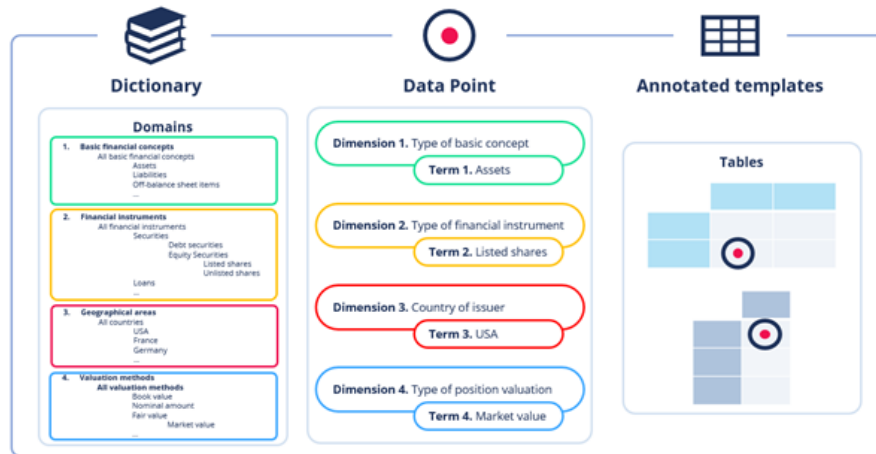 Dictionary
Data Point
Annotated templates
Domains
1. Basic financial concepts
All basic financial concepts
Assets
Liabilities
Off-balance sheet items
...
2. Financial instruments
All financial instruments
Securities
Debt securities
Equity Securities
Listed shares
Unlisted shares
Loans
...
3. Geographical areas
All countries
USA
France
Germany
...
4. Valuation methods
All valuation methods
Book value
Nominal amount
Fair value
Market value
...
Dimension 1. Type of basic concept
Term 1. Assets
Dimension 2. Type of financial instrument
Term 2. Listed shares
Dimension 3. Country of issuer
Term 3. USA
Dimension 4. Type of position valuation
Term 4. Market value
Tables